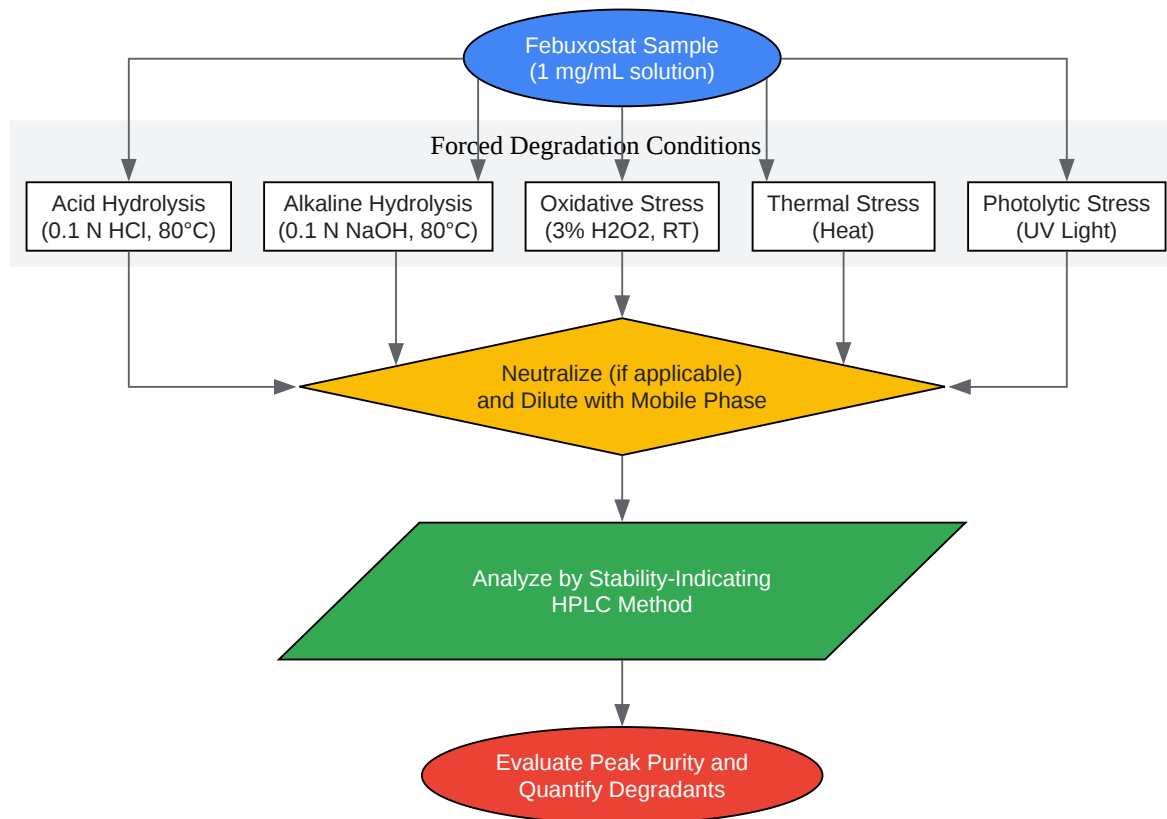 Febuxostat Sample
(1 mg/mL solution)
Forced Degradation Conditions
Acid Hydrolysis
(0.1 N HCl, 80°C)
Alkaline Hydrolysis
(0.1 N NaOH, 80°C)
Oxidative Stress
(3% H2O2, RT)
Thermal Stress
(Heat)
Photolytic Stress
(UV Light)
Neutralize (if applicable)
and Dilute with Mobile Phase
Analyze by Stability-Indicating
HPLC Method
Evaluate Peak Purity and
Quantify Degradants